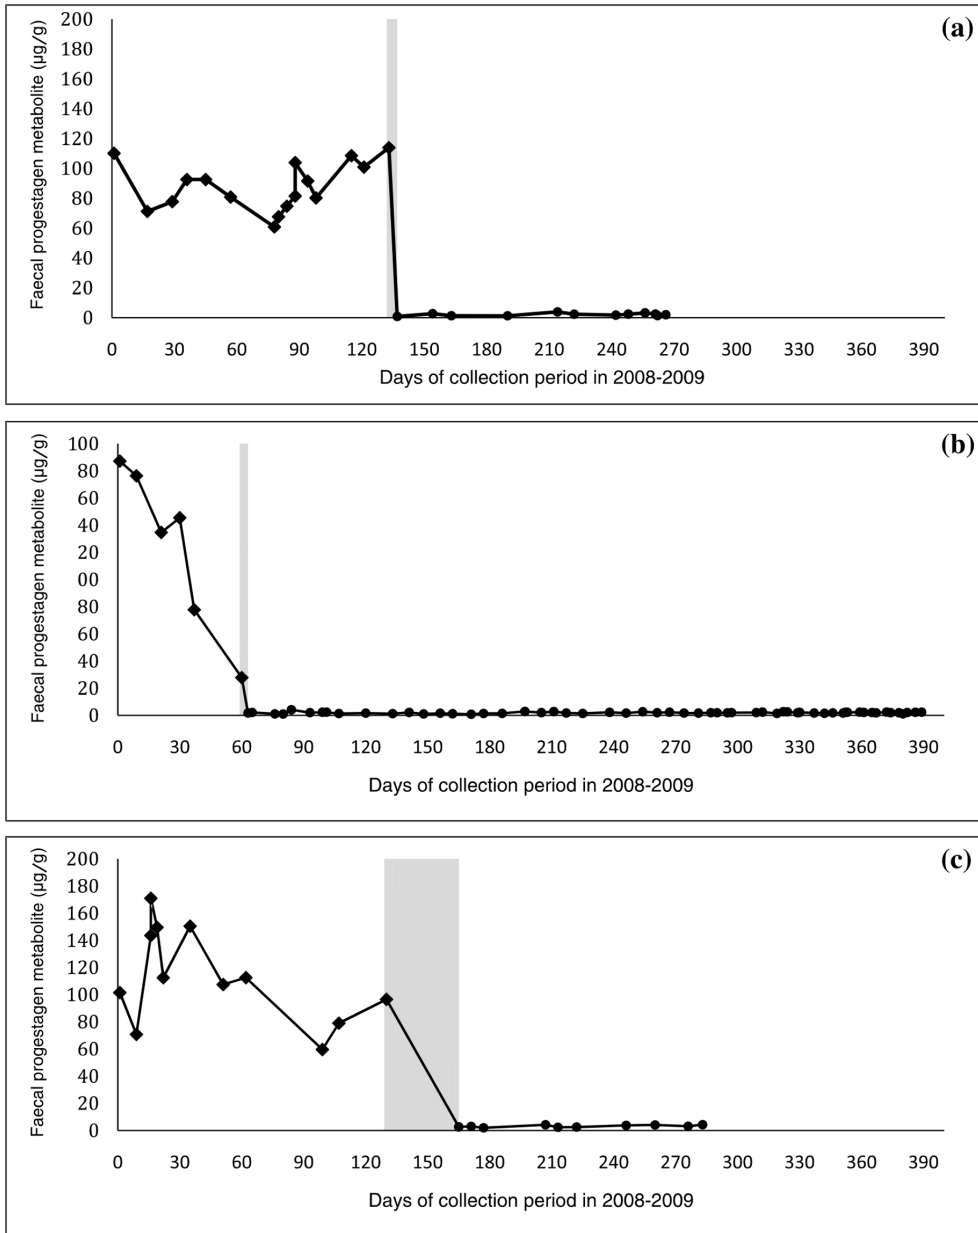 (a)
Faecal progestagen metabolite (µg/g)
200
180
160
140
120
100
80
60
40
20
0
0 30 60 90 120 150 180 210 240 270 300 330 360 390
Days of collection period in 2008-2009
(b)
Faecal progestagen metabolite (µg/g)
100
80
60
40
20
00
80
60
40
20
0
0 30 60 90 120 150 180 210 240 270 300 330 360 390
Days of collection period in 2008-2009
(c)
Faecal progestagen metabolite (µg/g)
200
180
160
140
120
100
80
60
40
20
0
0 30 60 90 120 150 180 210 240 270 300 330 360 390
Days of collection period in 2008-2009